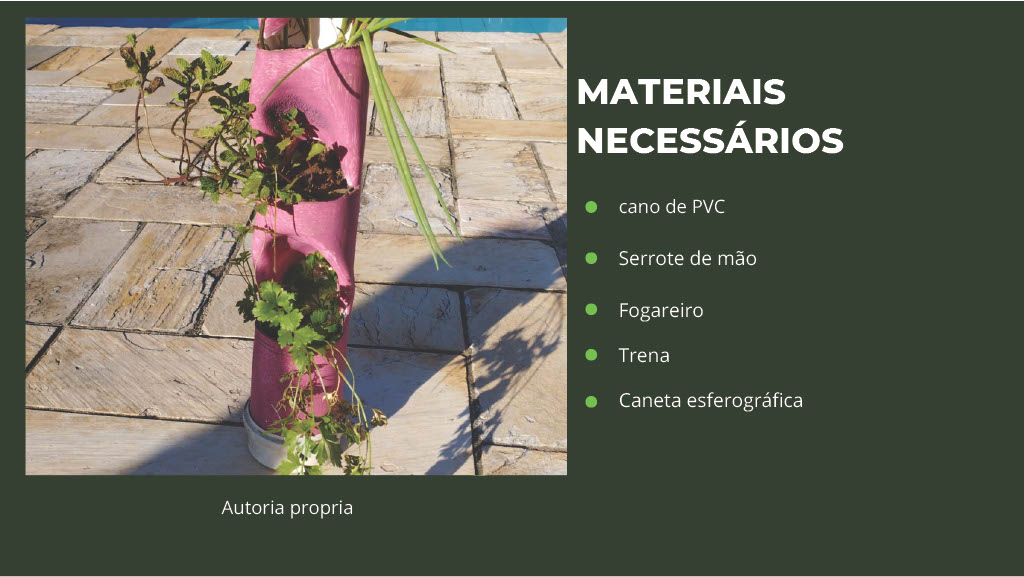 MATERIAIS
NECESSÁRIOS
cano de PVC
Serrote de mão
Fogareiro
Trena
Caneta esferográfica
Autoria propria